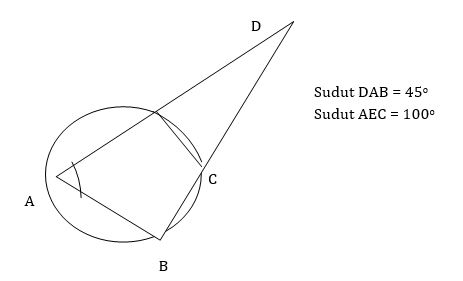 D
Sudut DAB = 45°
Sudut AEC = 100°
C
A
B